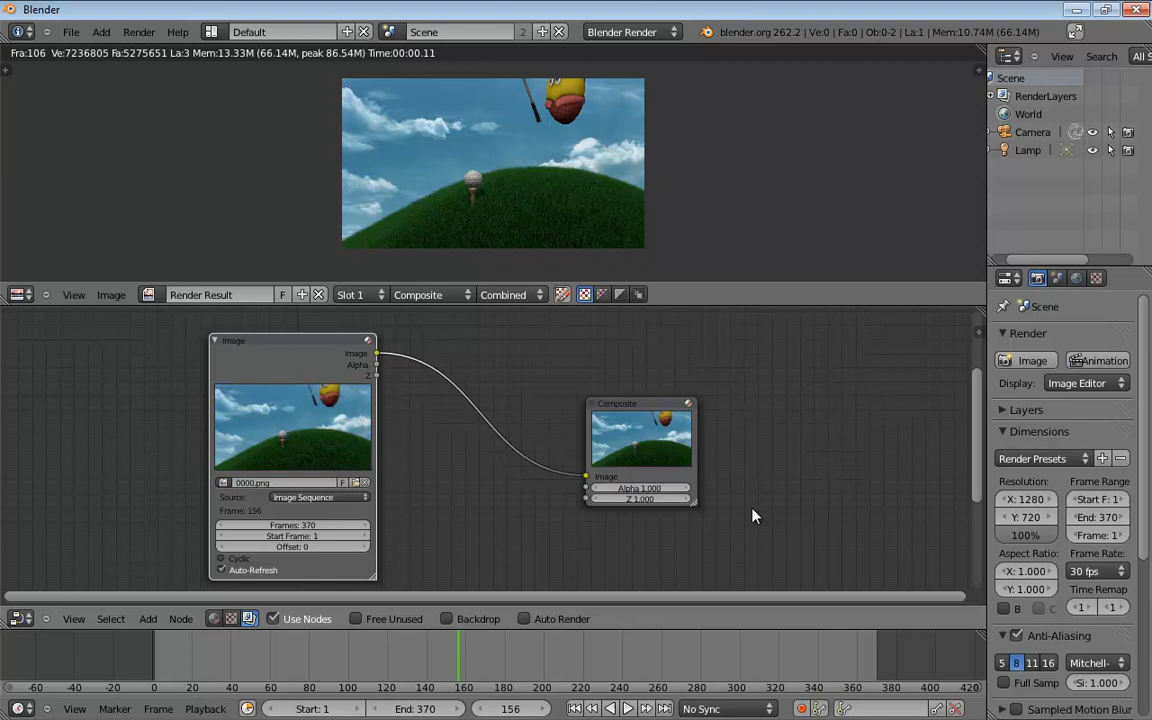 Blender
File Add Render Help Default Scene 2 Blender Render blender.org 262.2 | Ve:0 | Fa:0 | Ob:0-2 | La:1 | Mem:10.74M (66.14M)
Fra:106 Ve:7236805 Fa:5275651 La:3 Mem:13.33M (66.14M, peak 86.54M) Time:00:00.11
View Search All S
Scene
RenderLayers
World
Camera
Lamp
View Image Render Result F Slot 1 Composite Combined
Scene
Render
Image Animation
Display: Image Editor
Layers
Dimensions
Render Presets
Resolution: Frame Range
X: 1280 Start F: 1
Y: 720 End: 370
100% Frame: 1
Aspect Ratio: Frame Rate:
X: 1.000 30 fps
Y: 1.000 Time Remap
B C 1 1
Anti-Aliasing
5 8 11 16 Mitchell-
Full Samp Si: 1.000
Sampled Motion Blur
Image
Image
Alpha
Z
0000.png F
Source: Image Sequence
Frame: 156
Frames: 370
Start Frame: 1
Offset: 0
Cyclic
Auto-Refresh
Composite
Image
Alpha 1.000
Z 1.000
View Select Add Node Use Nodes Free Unused Backdrop Auto Render
-60 -40 -20 0 20 40 60 80 100 120 140 160 180 200 220 240 260 280 300 320 340 360 380 400 420
View Marker Frame Playback Start: 1 End: 370 156 No Sync